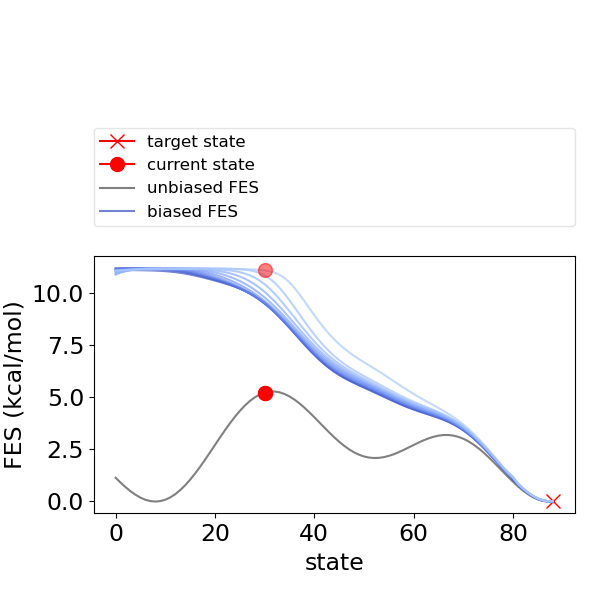 target state
current state
unbiased FES
biased FES
10.0
7.5
5.0
2.5
0.0
FES (kcal/mol)
0 20 40 60 80
state